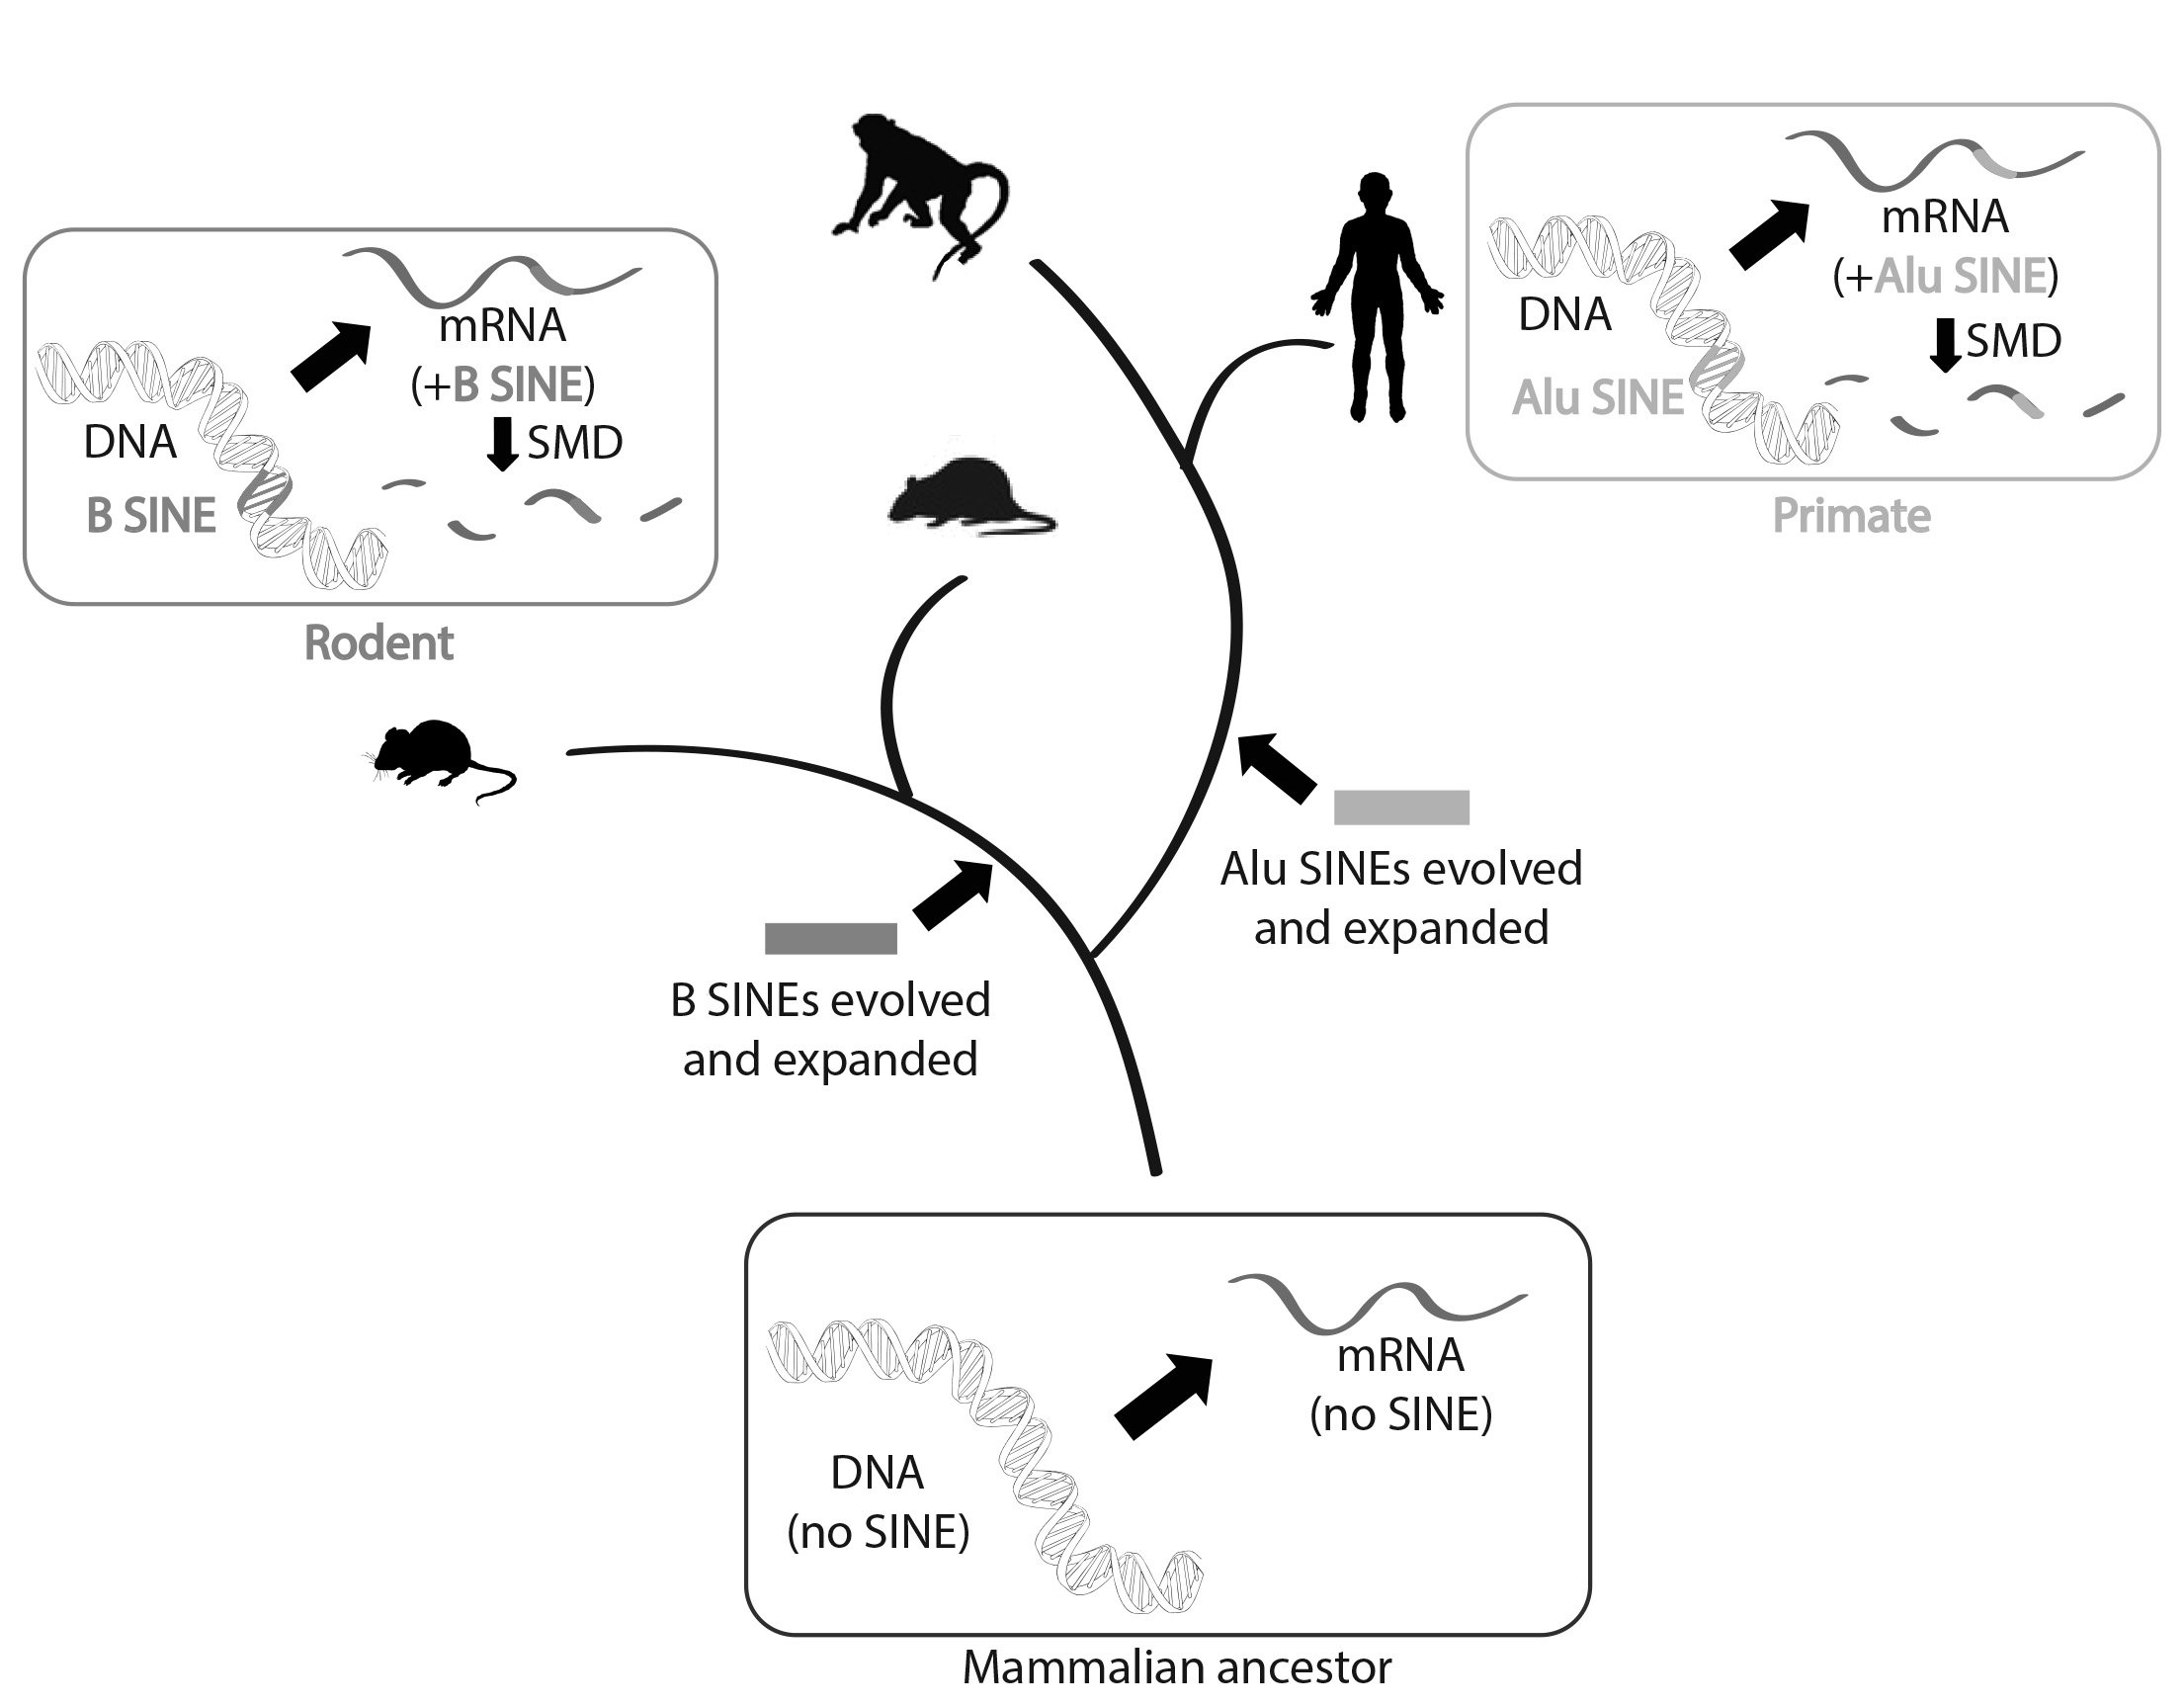 mRNA
(+Alu SINE)
DNA
SMD
Alu SINE
Primate
mRNA
(+B SINE)
DNA
SMD
B SINE
Rodent
Alu SINEs evolved
and expanded
B SINEs evolved
and expanded
mRNA
(no SINE)
DNA
(no SINE)
Mammalian ancestor